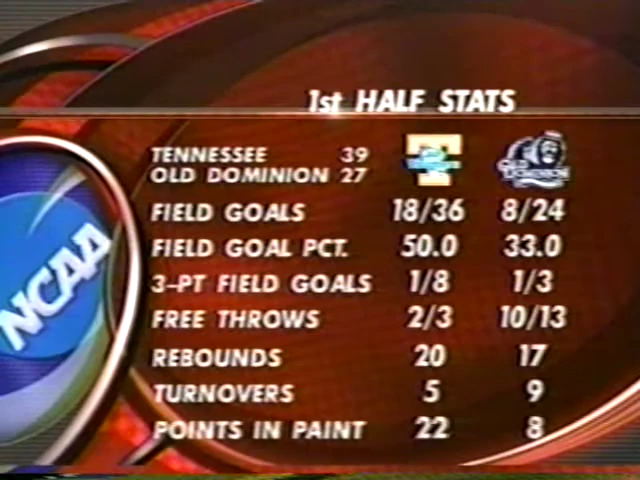 1st HALF STATS
TENNESSEE 39
OLD DOMINION 27
OLD DOMINION
FIELD GOALS 18/36 8/24
FIELD GOAL PCT. 50.0 33.0
3-PT FIELD GOALS 1/8 1/3
FREE THROWS 2/3 10/13
REBOUNDS 20 17
TURNOVERS 5 9
POINTS IN PAINT 22 8
NCAA